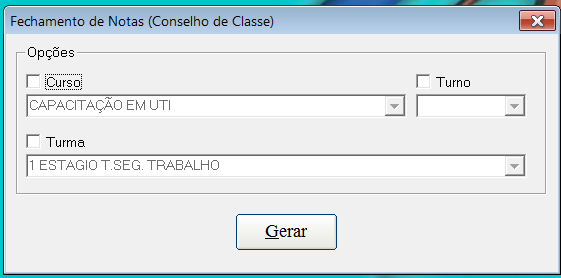 Fechamento de Notas (Conselho de Classe)
Opções
Curso
Turno
CAPACITAÇÃO EM UTI
Turma
1 ESTAGIO T.SEG. TRABALHO
Gerar